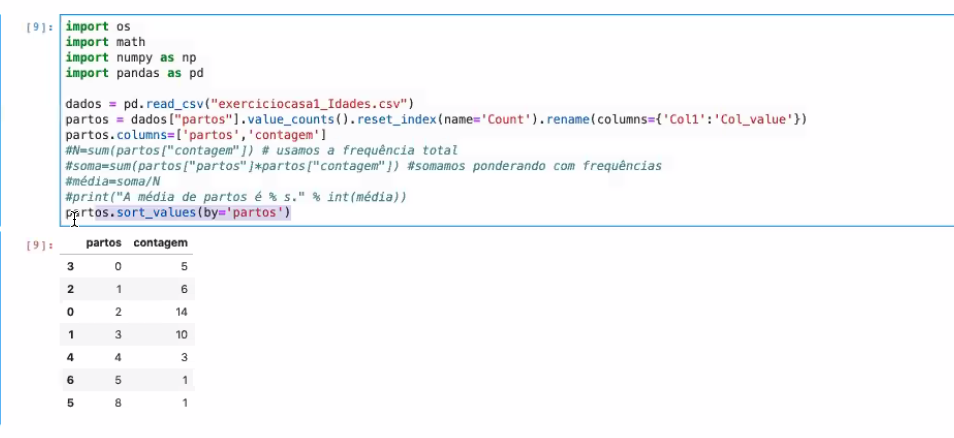 [9]: import os
import math
import numpy as np
import pandas as pd
dados = pd.read_csv("exerciciocasa1_Idades.csv")
partos = dados["partos"].value_counts().reset_index(name='Count').rename(columns={'Col1':'Col_value'})
partos.columns=['partos','contagem']
#N=sum(partos["contagem"]) # usamos a frequência total
#soma=sum(partos["partos"]*partos["contagem"]) #somamos ponderando com frequências
#média=soma/N
#print("A média de partos é % s." % int(média))
partos.sort_values(by='partos')
[9]: partos contagem
3 0 5
2 1 6
0 2 14
1 3 10
4 4 3
6 5 1
5 8 1